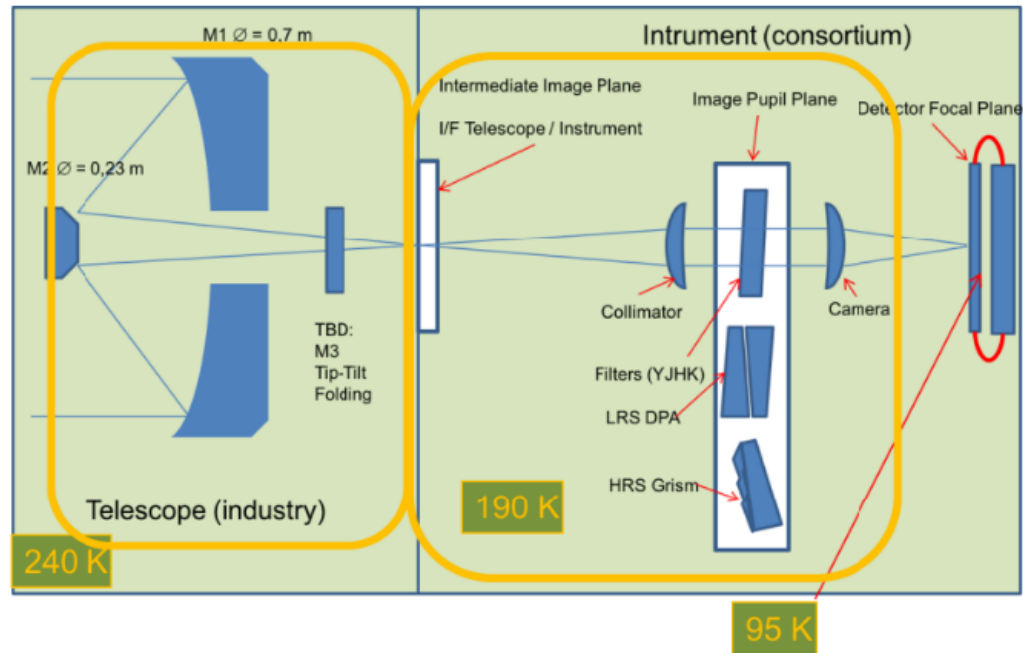 M1 Ø = 0,7 m
Intrument (consortium)
Intermediate Image Plane
Image Pupil Plane
Detector Focal Plane
I/F Telescope / Instrument
M2 Ø = 0,23 m
Collimator
Camera
TBD:
M3
Tip-Tilt
Folding
Filters (YJHK)
LRS DPA
HRS Grism
Telescope (industry)
190 K
240 K
95 K